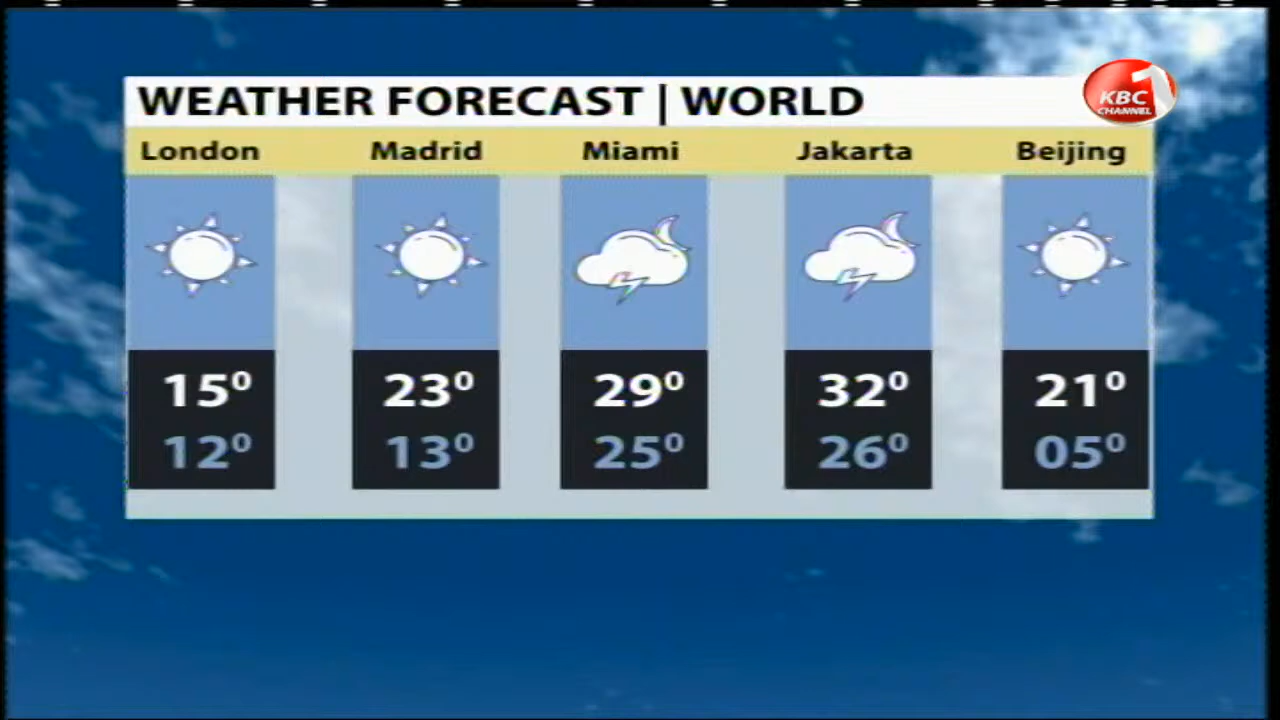 WEATHER FORECAST | WORLD
KBC 1
CHANNEL
London Madrid Miami Jakarta Beijing
15⁰ 23⁰ 29⁰ 32⁰ 21⁰
12⁰ 13⁰ 25⁰ 26⁰ 05⁰